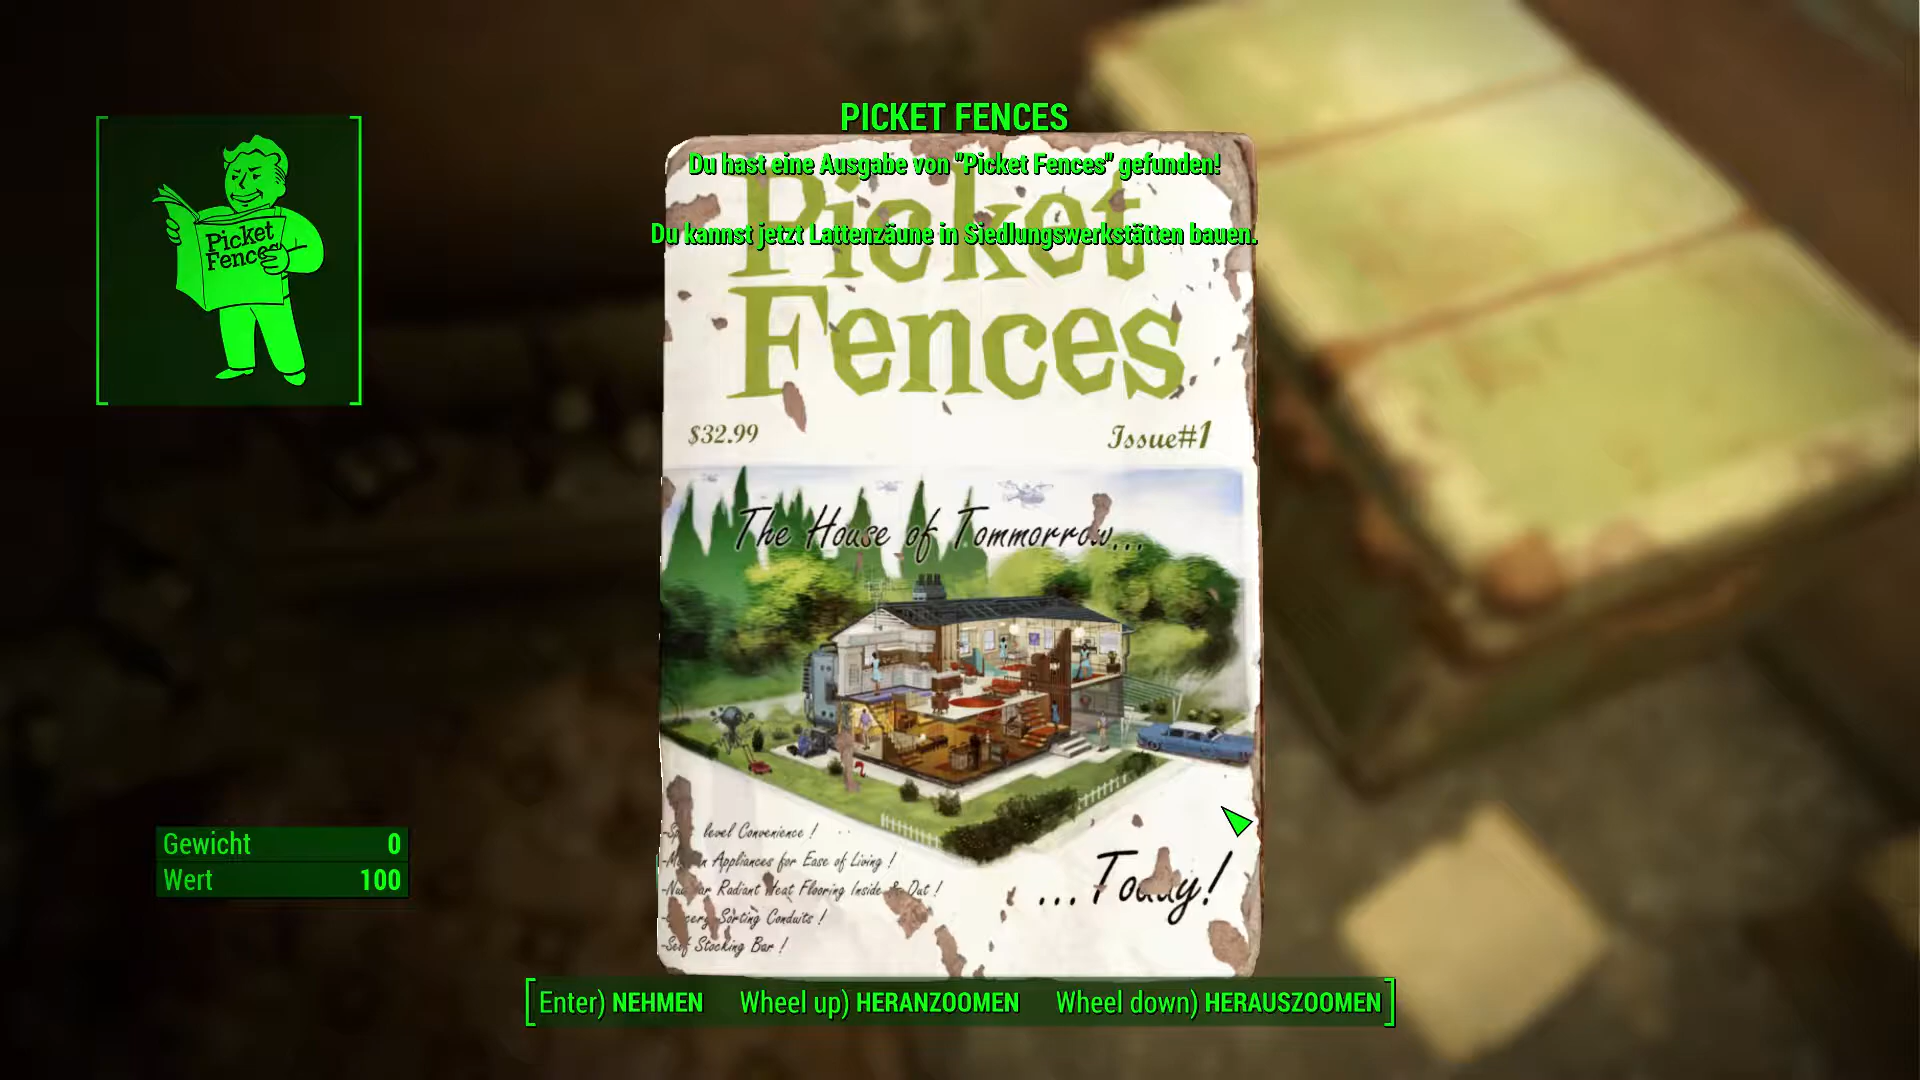 PICKET FENCES
Du hast eine Ausgabe von "Picket Fences" gefunden!
Du kannst jetzt Lattenzäune in Siedlungswerkstätten bauen.
Picket
Fences
Picket
Fences
$32.99
Issue#1
The House of Tommorrow...
level Convenience !
Appliances for Ease of Living !
Radiant Heat Flooring Inside & Out !
Sorting Conduits !
-Self Stocking Bar !
...Today!
Gewicht 0
Wert 100
Enter) NEHMEN Wheel up) HERANZOOMEN Wheel down) HERAUSZOOMEN